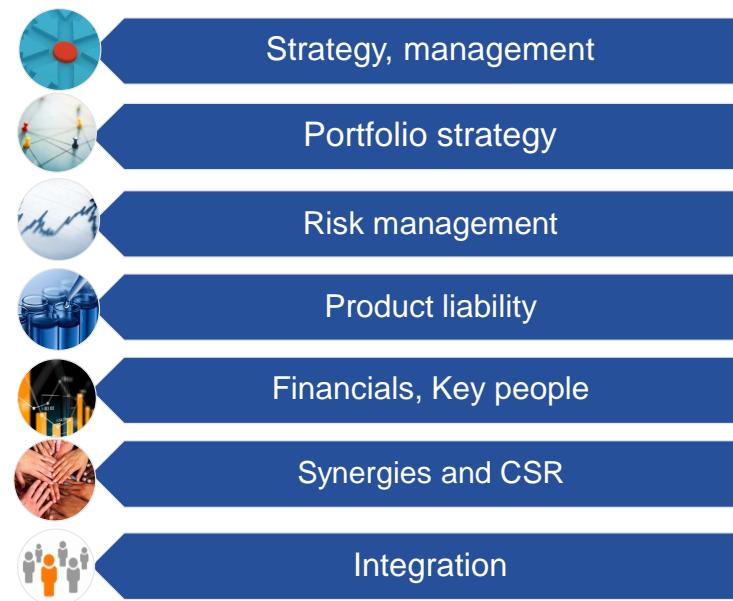 Strategy, management
Portfolio strategy
Risk management
Product liability
Financials, Key people
Synergies and CSR
Integration